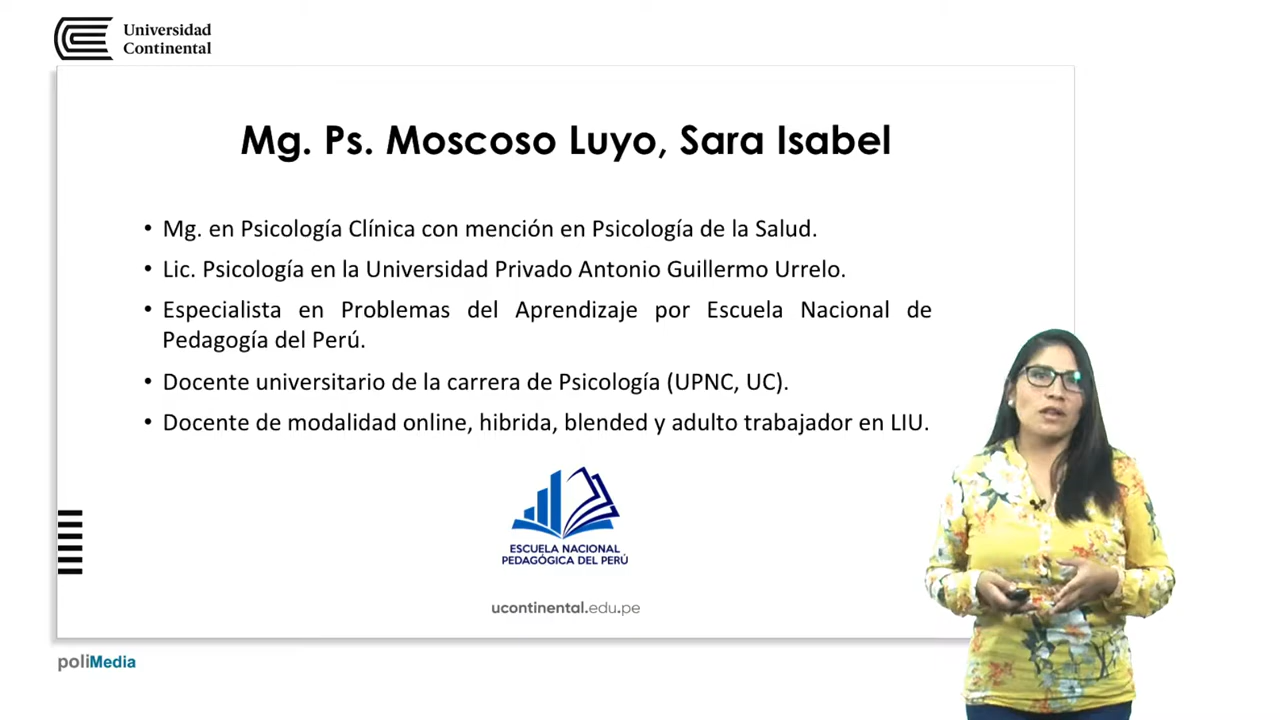 Universidad
Continental
Mg. Ps. Moscoso Luyo, Sara Isabel
• Mg. en Psicología Clínica con mención en Psicología de la Salud.
• Lic. Psicología en la Universidad Privado Antonio Guillermo Urrelo.
• Especialista en Problemas del Aprendizaje por Escuela Nacional de
Pedagogía del Perú.
• Docente universitario de la carrera de Psicología (UPNC, UC).
• Docente de modalidad online, hibrida, blended y adulto trabajador en LIU.
ESCUELA NACIONAL
PEDAGÓGICA DEL PERÚ
ucontinental.edu.pe
poliMedia